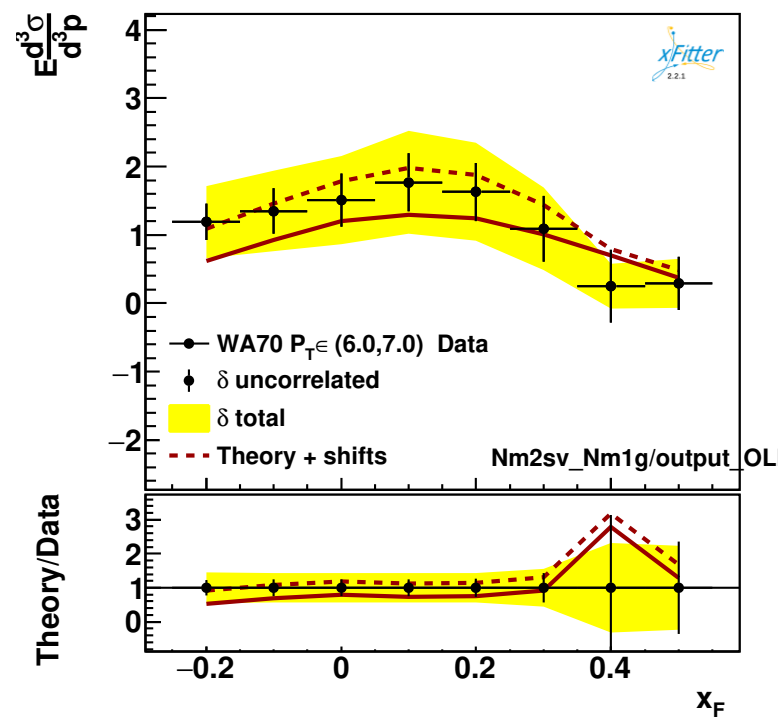 E d³σ/d³p
4
3
2
1
0
−1
−2
xFitter
2.2.1
WA70 P_T∈ (6.0,7.0) Data
δ uncorrelated
δ total
Theory + shifts
Nm2sv_Nm1g/output_OL
Theory/Data
3
2
1
0
−0.2 0 0.2 0.4
x_F